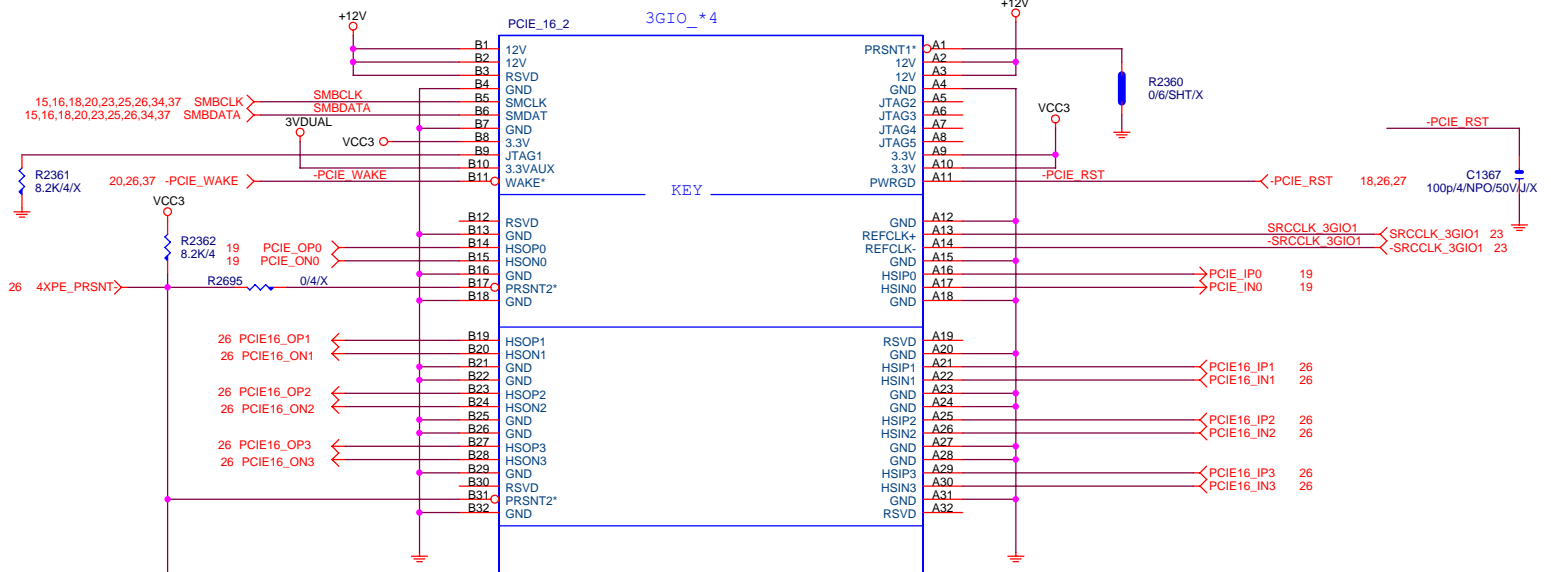 +12V
PCIE_16_2
3GIO_*4
+12V
B1 12V
B2 12V
B3 RSVD
B4 GND
15,16,18,20,23,25,26,34,37 SMBCLK SMBCLK B5 SMCLK
15,16,18,20,23,25,26,34,37 SMBDATA SMBDATA B6 SMDAT
3VDUAL B7 GND
VCC3 B8 3.3V
B9 JTAG1
B10 3.3VAUX
R2361
8.2K/4/X
20,26,37 -PCIE_WAKE -PCIE_WAKE B11 WAKE*
PRSNT1* A1
12V A2
12V A3
GND A4
JTAG2 A5
JTAG3 A6
JTAG4 A7
JTAG5 A8
3.3V A9
3.3V A10
PWRGD A11 -PCIE_RST -PCIE_RST 18,26,27
R2360
0/6/SHT/X
VCC3
-PCIE_RST
C1367
100p/4/NPO/50V/J/X
KEY
VCC3
R2362
8.2K/4
B12 RSVD
B13 GND
19 PCIE_OP0 B14 HSOP0
19 PCIE_ON0 B15 HSON0
B16 GND
26 4XPE_PRSNT- R2695 0/4/X B17 PRSNT2*
B18 GND
GND A12
REFCLK+ A13 SRCCLK_3GIO1 SRCCLK_3GIO1 23
REFCLK- A14 -SRCCLK_3GIO1 -SRCCLK_3GIO1 23
GND A15
HSIP0 A16 PCIE_IP0 19
HSIN0 A17 PCIE_IN0 19
GND A18
26 PCIE16_OP1 B19 HSOP1
26 PCIE16_ON1 B20 HSON1
B21 GND
B22 GND
26 PCIE16_OP2 B23 HSOP2
26 PCIE16_ON2 B24 HSON2
B25 GND
B26 GND
26 PCIE16_OP3 B27 HSOP3
26 PCIE16_ON3 B28 HSON3
B29 GND
B30 RSVD
B31 PRSNT2*
B32 GND
RSVD A19
GND A20
HSIP1 A21 PCIE16_IP1 26
HSIN1 A22 PCIE16_IN1 26
GND A23
GND A24
HSIP2 A25 PCIE16_IP2 26
HSIN2 A26 PCIE16_IN2 26
GND A27
GND A28
HSIP3 A29 PCIE16_IP3 26
HSIN3 A30 PCIE16_IN3 26
GND A31
RSVD A32